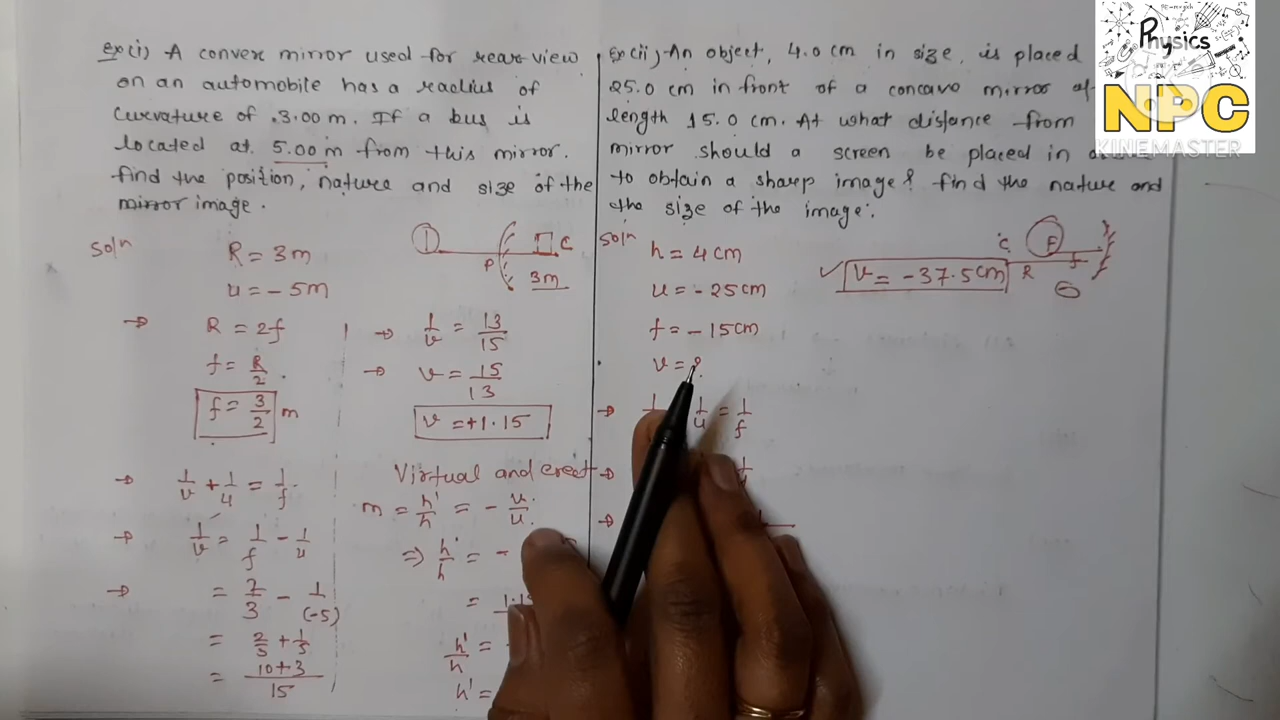 Ex(i) A convex mirror used for rear-view
on an automobile has a radius of
curvature of .3.00 m. If a bus is
located at 5.00 m from this mirror.
find the position, nature and size of the
mirror image.
Soln
R = 3m
u = - 5m
→ R = 2f
f = R/2.
f = 3/2 m
→ 1/v + 1/u = 1/f
→ 1/v = 1/f - 1/u
→ = 2/3 - 1/(-5)
= 2/3 + 1/5
= 10+3/15
P
C
3m
→ 1/v = 13/15
→ v = 15/13
v = +1.15
Virtual and erect
m = h'/h = - v/u.
⇒ h'/h = -
=
h'/h =
h' =
Ex(ii) An object, 4.0 cm in size, is placed
25.0 cm in front of a concave mirror of
length 15.0 cm. At what distance from
mirror should a screen be placed in
to obtain a sharp image? find the nature and
the size of the image.
Soln
h = 4 cm
u = - 25cm
f = - 15cm
v = ?
→ 1/u = 1/f
→
→
C F f
✓ v = -37.5cm R
Physics
NPC
KINEMASTER